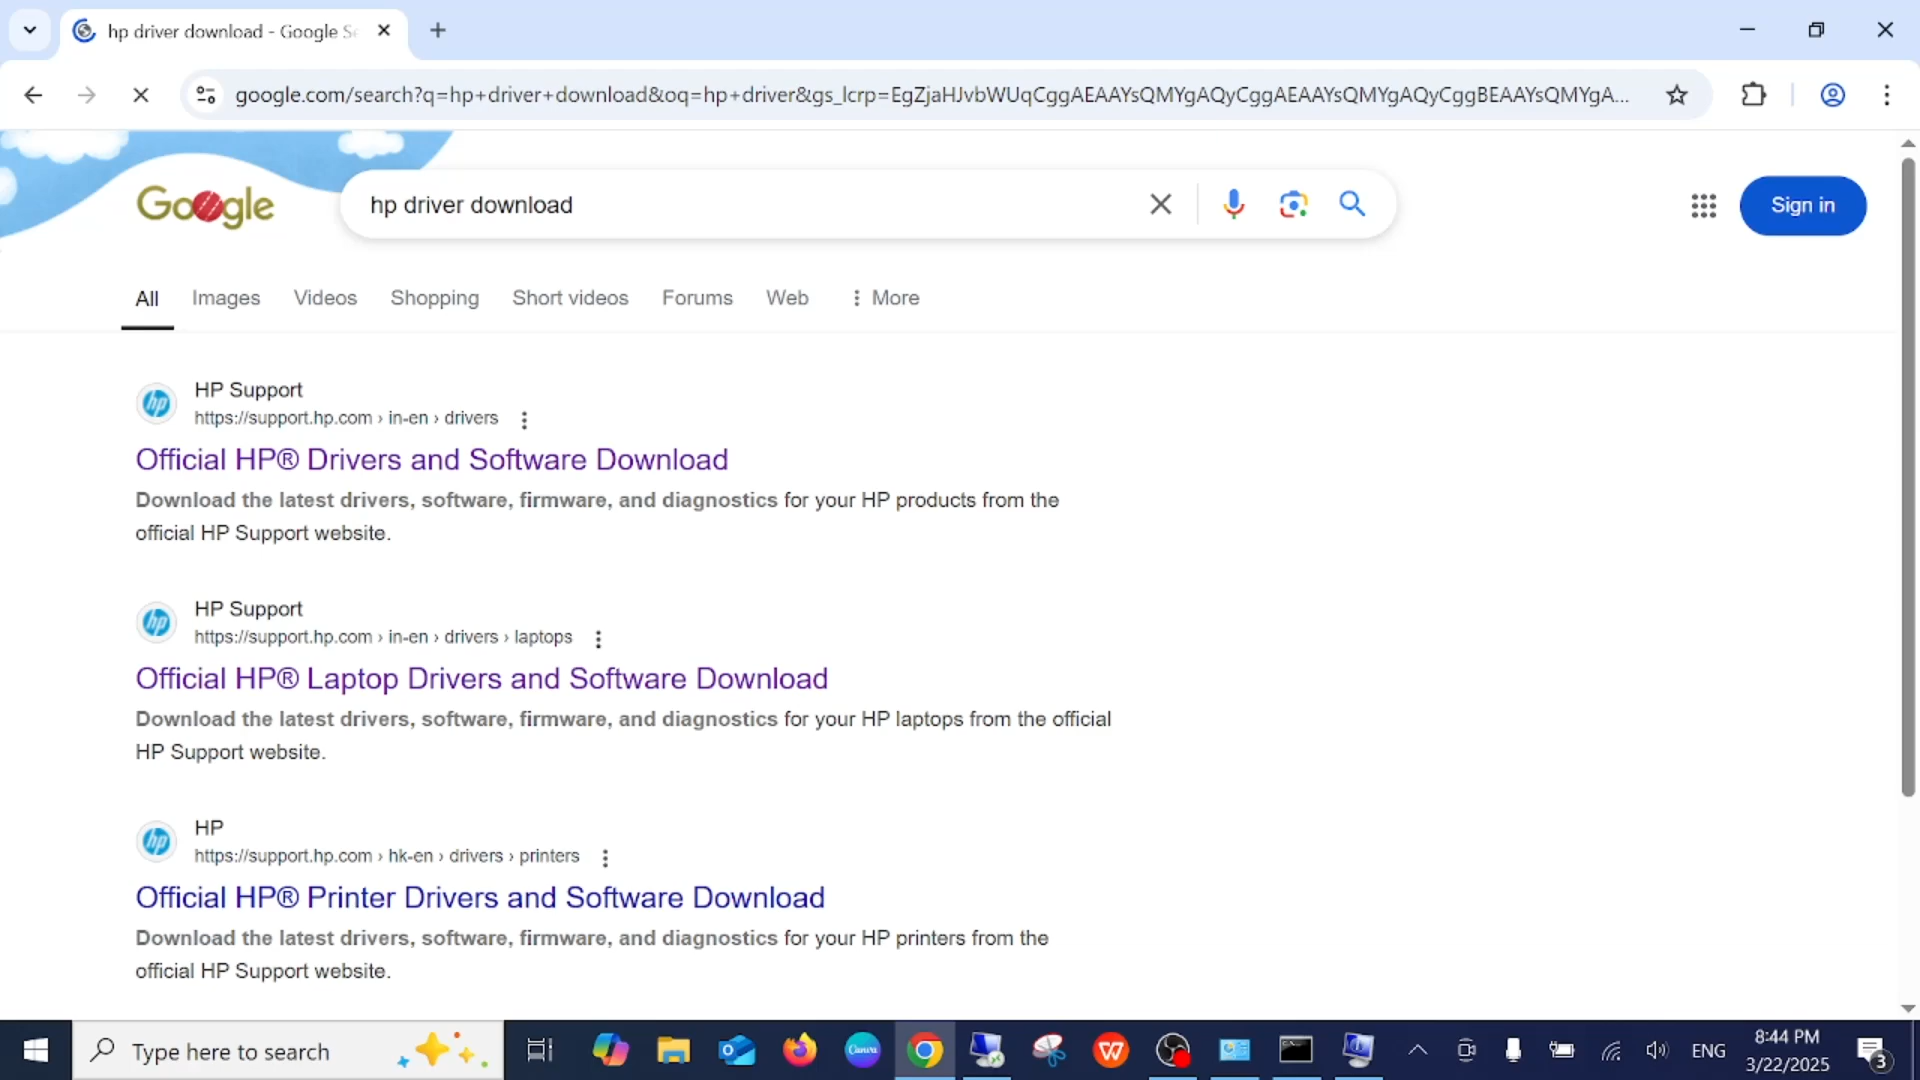 hp driver download - Google Se
google.com/search?q=hp+driver+download&oq=hp+driver&gs_lcrp=EgZjaHJvbWUqCggAEAAYsQMYgAQyCggAEAAYsQMYgAQyCggBEAAYsQMYgA...
Google
hp driver download
Sign in
All Images Videos Shopping Short videos Forums Web More
hp
HP Support
https://support.hp.com › in-en › drivers
Official HP® Drivers and Software Download
Download the latest drivers, software, firmware, and diagnostics for your HP products from the
official HP Support website.
hp
HP Support
https://support.hp.com › in-en › drivers › laptops
Official HP® Laptop Drivers and Software Download
Download the latest drivers, software, firmware, and diagnostics for your HP laptops from the official
HP Support website.
hp
HP
https://support.hp.com › hk-en › drivers › printers
Official HP® Printer Drivers and Software Download
Download the latest drivers, software, firmware, and diagnostics for your HP printers from the
official HP Support website.
Type here to search
Canva
W
ENG
8:44 PM
3/22/2025
3